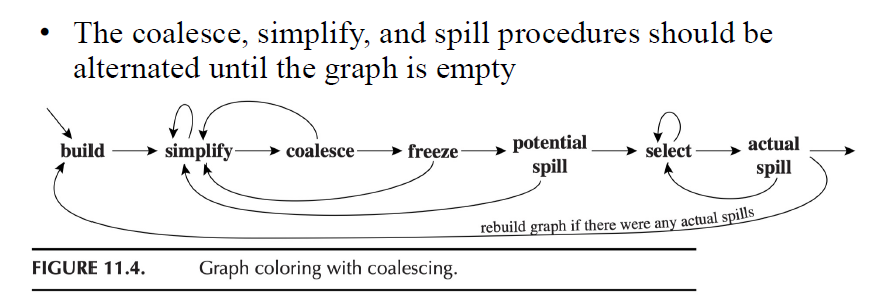 • The coalesce, simplify, and spill procedures should be
alternated until the graph is empty
build simplify coalesce freeze potential spill select actual spill
rebuild graph if there were any actual spills
FIGURE 11.4. Graph coloring with coalescing.